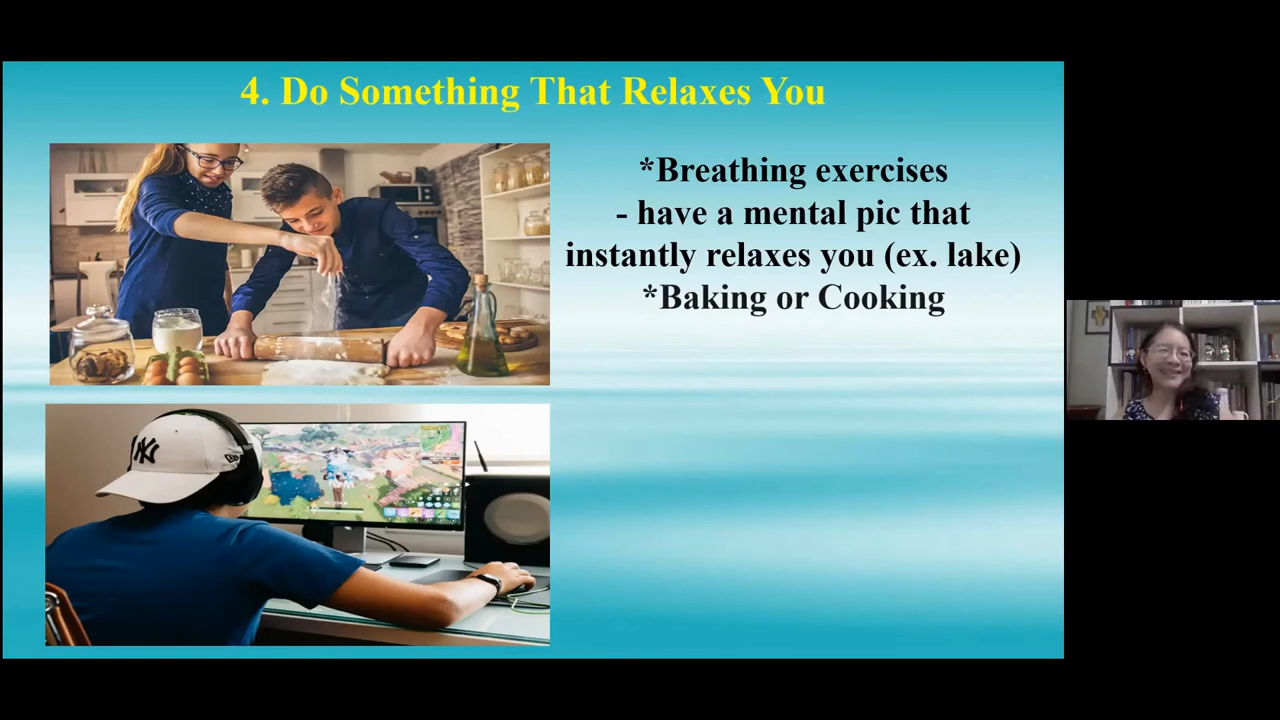 4. Do Something That Relaxes You
*Breathing exercises
- have a mental pic that
instantly relaxes you (ex. lake)
*Baking or Cooking
NY